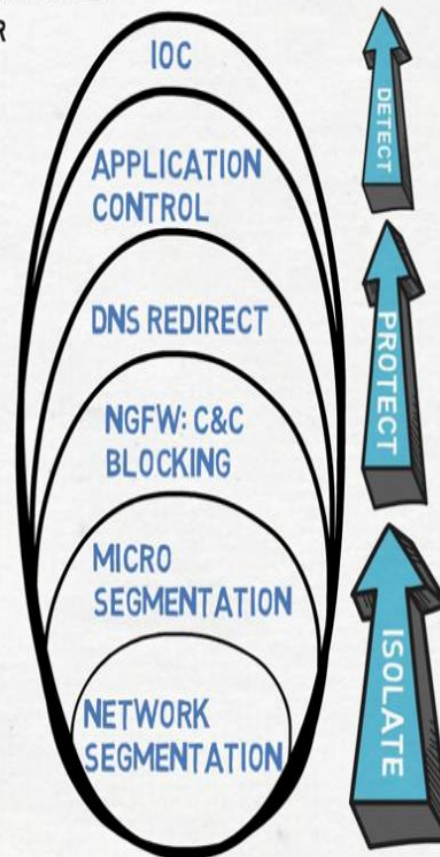 R
IOC
APPLICATION
CONTROL
DNS REDIRECT
NGFW: C&C
BLOCKING
MICRO
SEGMENTATION
NETWORK
SEGMENTATION
DETECT
PROTECT
ISOLATE